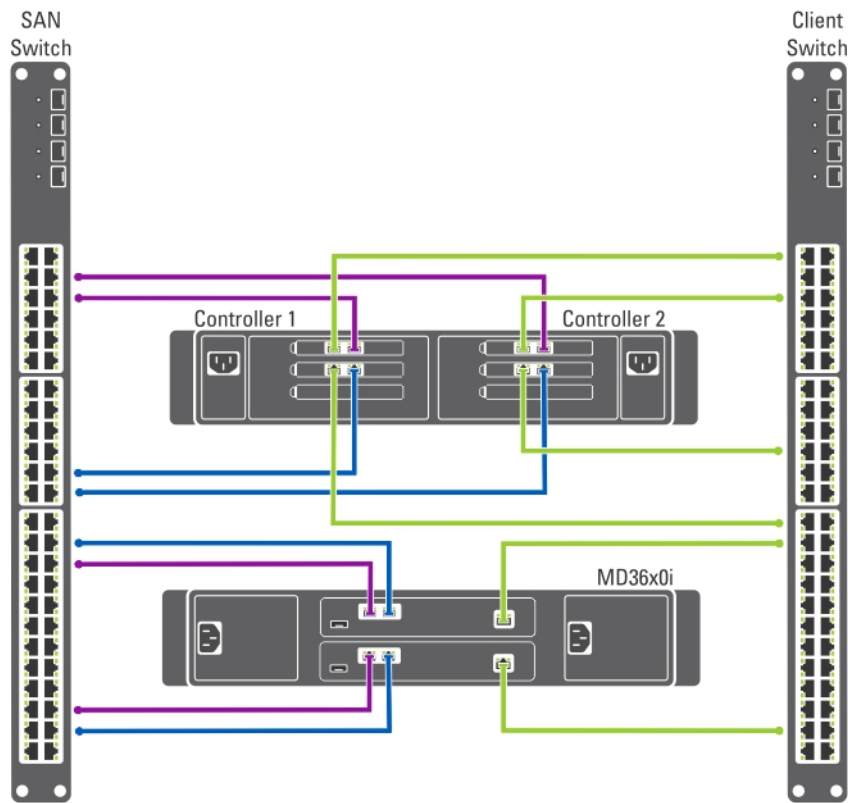 SAN
Switch
Client
Switch
Controller 1
Controller 2
MD36x0i